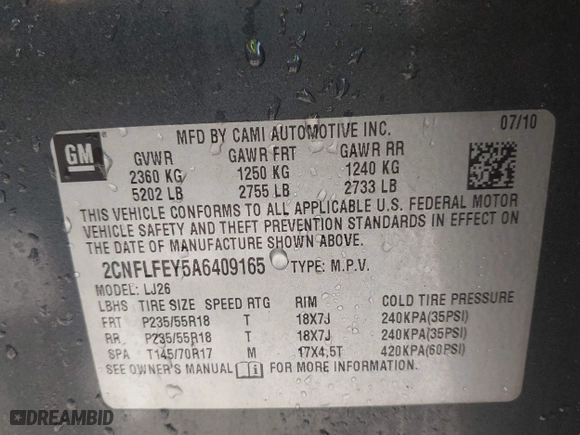 GM
MFD BY CAMI AUTOMOTIVE INC.
07/10
GVWR GAWR FRT GAWR RR
2360 KG 1250 KG 1240 KG
5202 LB 2755 LB 2733 LB
THIS VEHICLE CONFORMS TO ALL APPLICABLE U.S. FEDERAL MOTOR
VEHICLE SAFETY AND THEFT PREVENTION STANDARDS IN EFFECT ON
THE DATE OF MANUFACTURE SHOWN ABOVE.
2CNFLFEY5A6409165 TYPE: M.P.V.
MODEL: LJ26
LBHS TIRE SIZE SPEED RTG RIM COLD TIRE PRESSURE
FRT P235/55R18 T 18X7J 240KPA(35PSI)
RR P235/55R18 T 18X7J 240KPA(35PSI)
SPA T145/70R17 M 17X4.5T 420KPA(60PSI)
SEE OWNER'S MANUAL FOR MORE INFORMATION.
DREAMBID